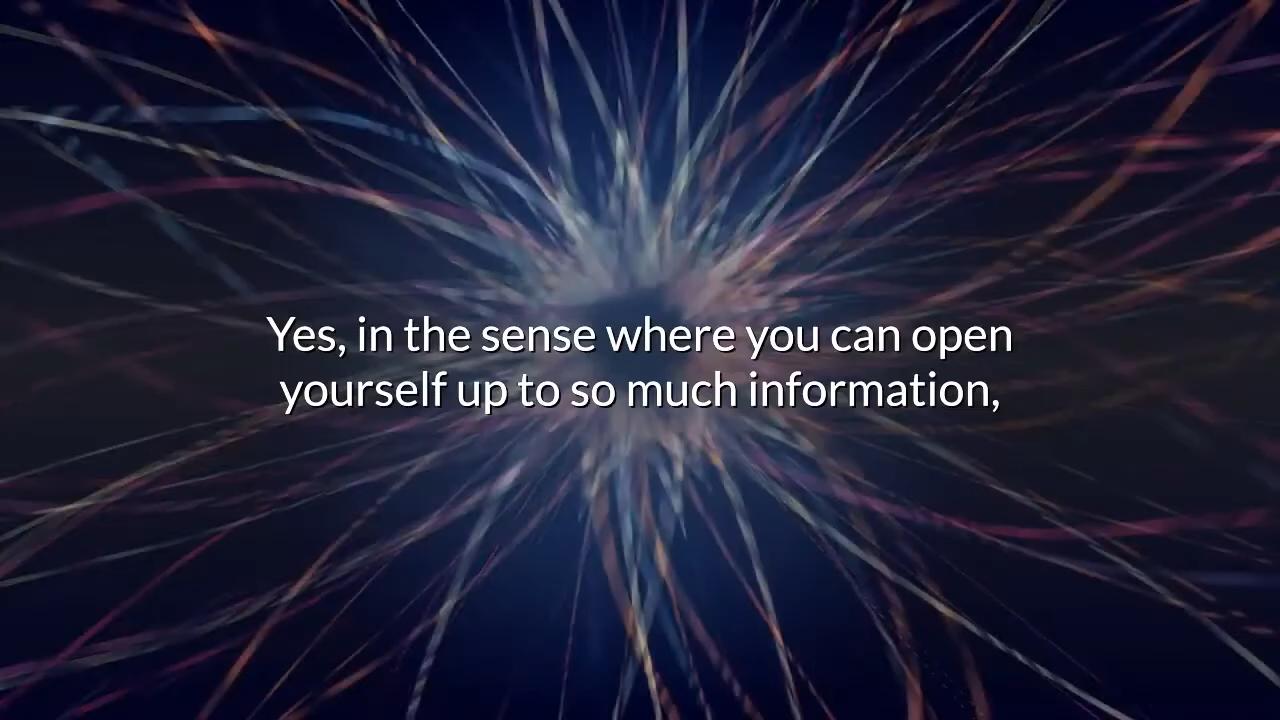 Yes, in the sense where you can open
yourself up to so much information,